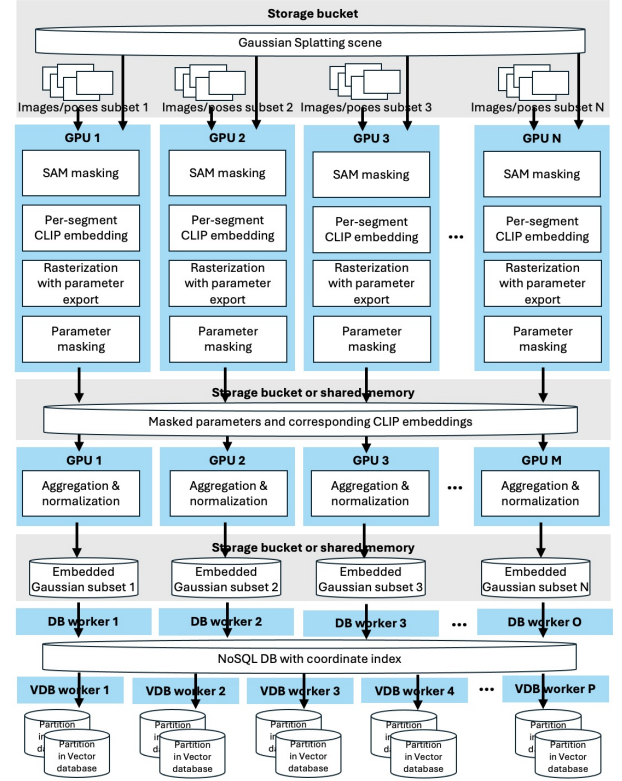 Storage bucket
Gaussian Splatting scene
Images/poses subset 1
Images/poses subset 2
Images/poses subset 3
Images/poses subset N
GPU 1
GPU 2
GPU 3
GPU N
SAM masking
SAM masking
SAM masking
SAM masking
Per-segment
CLIP embedding
Per-segment
CLIP embedding
Per-segment
CLIP embedding
Per-segment
CLIP embedding
...
Rasterization
with parameter
export
Rasterization
with parameter
export
Rasterization
with parameter
export
Rasterization
with parameter
export
Parameter
masking
Parameter
masking
Parameter
masking
Parameter
masking
Storage bucket or shared memory
Masked parameters and corresponding CLIP embeddings
GPU 1
GPU 2
GPU 3
GPU M
Aggregation &
normalization
Aggregation &
normalization
Aggregation &
normalization
...
Aggregation &
normalization
Storage bucket or shared memory
Embedded
Gaussian subset 1
Embedded
Gaussian subset 2
Embedded
Gaussian subset 3
Embedded
Gaussian subset N
DB worker 1
DB worker 2
DB worker 3
...
DB worker O
NoSQL DB with coordinate index
VDB worker 1
VDB worker 2
VDB worker 3
VDB worker 4
...
VDB worker P
Partition
in
da
Partition
in Vector
database
Partition
in
da
Partition
in Vector
database
Partition
in
da
Partition
in Vector
database
Partition
in
da
Partition
in Vector
database
Partition
in
da
Partition
in Vector
database